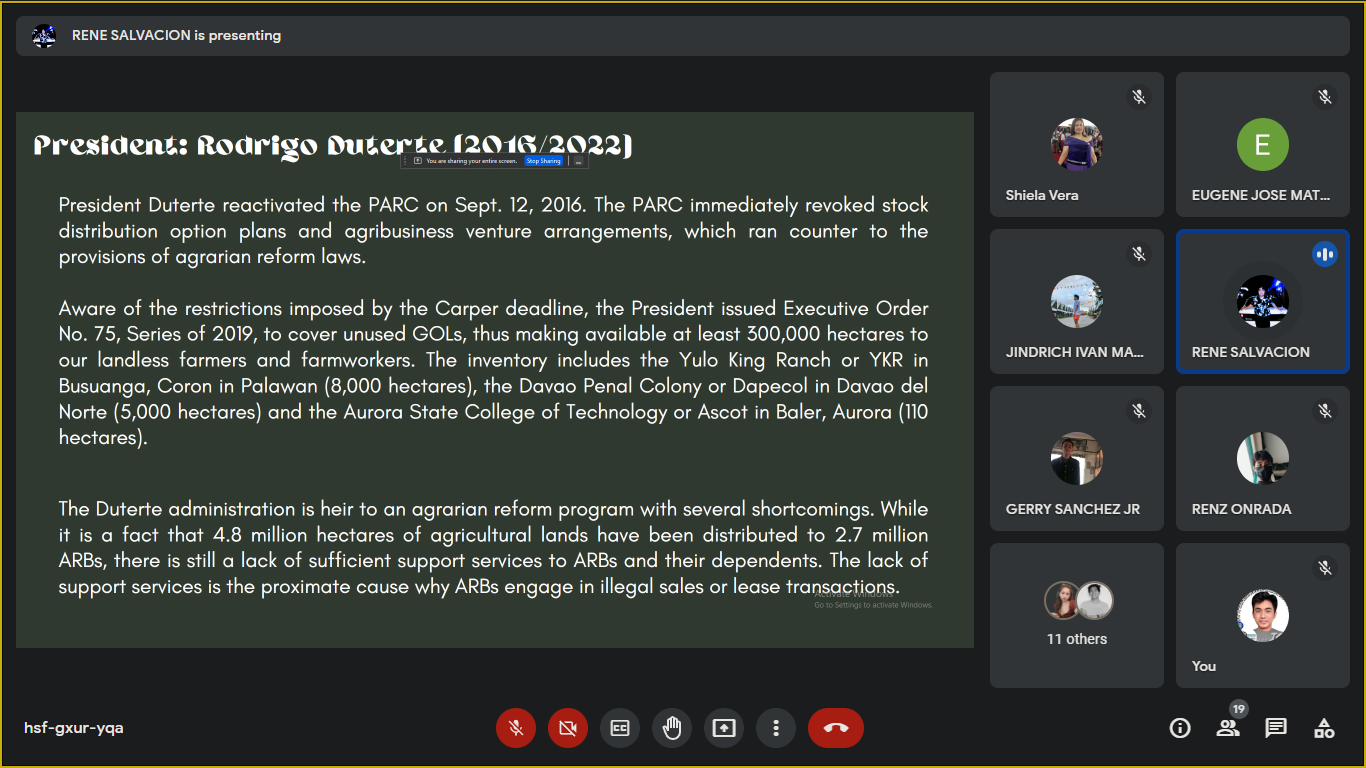 RENE SALVACION is presenting
President: Rodrigo Duterte (2016/2022)
You are sharing your entire screen.
Stop Sharing
President Duterte reactivated the PARC on Sept. 12, 2016. The PARC immediately revoked stock
distribution option plans and agribusiness venture arrangements, which ran counter to the
provisions of agrarian reform laws.
Aware of the restrictions imposed by the Carper deadline, the President issued Executive Order
No. 75, Series of 2019, to cover unused GOLs, thus making available at least 300,000 hectares to
our landless farmers and farmworkers. The inventory includes the Yulo King Ranch or YKR in
Busuanga, Coron in Palawan (8,000 hectares), the Davao Penal Colony or Dapecol in Davao del
Norte (5,000 hectares) and the Aurora State College of Technology or Ascot in Baler, Aurora (110
hectares).
The Duterte administration is heir to an agrarian reform program with several shortcomings. While
it is a fact that 4.8 million hectares of agricultural lands have been distributed to 2.7 million
ARBs, there is still a lack of sufficient support services to ARBs and their dependents. The lack of
support services is the proximate cause why ARBs engage in illegal sales or lease transactions.
Activate Windows
Go to Settings to activate Windows.
Shiela Vera
E
EUGENE JOSE MAT...
JINDRICH IVAN MA...
RENE SALVACION
GERRY SANCHEZ JR
RENZ ONRADA
11 others
You
hsf-gxur-yqa
CC
19